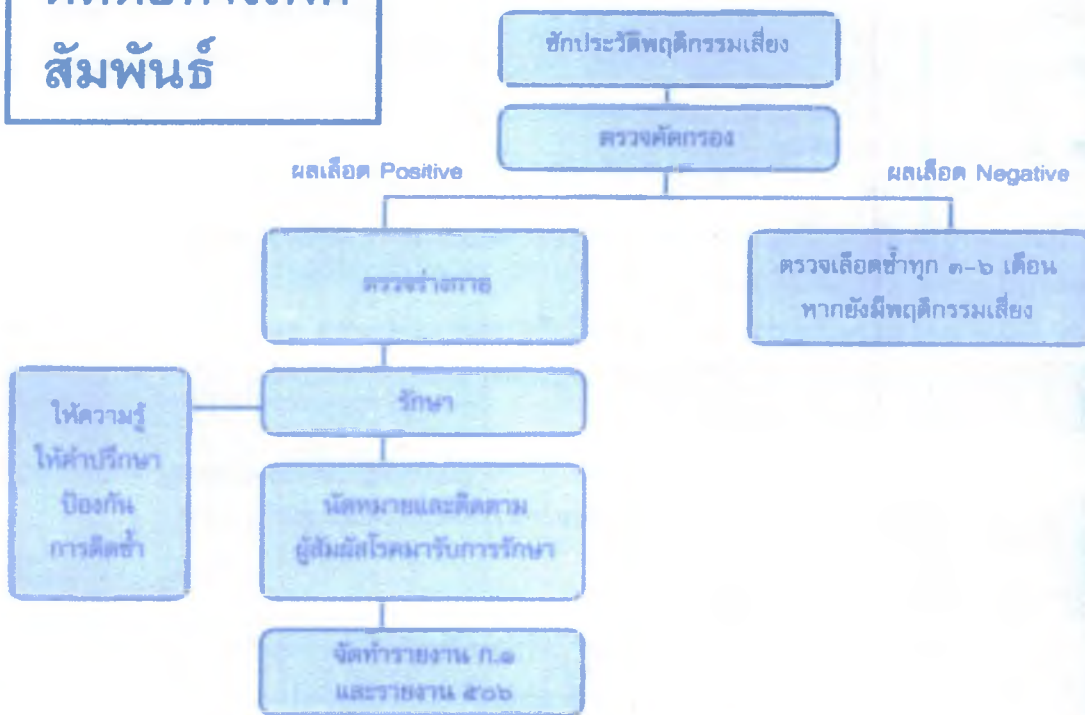 สัมพันธ์
ซักประวัติพฤติกรรมเสี่ยง
ตรวจคัดกรอง
ผลเลือด Positive
ผลเลือด Negative
ตรวจร่างกาย
ตรวจเลือดซ้ำทุก ๓-๖ เดือน
หากยังมีพฤติกรรมเสี่ยง
รักษา
ให้ความรู้
ให้คำปรึกษา
ป้องกัน
การติดซ้ำ
นัดหมายและติดตาม
ผู้สัมผัสโรคมารับการรักษา
จัดทำรายงาน ก.๑
และรายงาน ๕๐๖